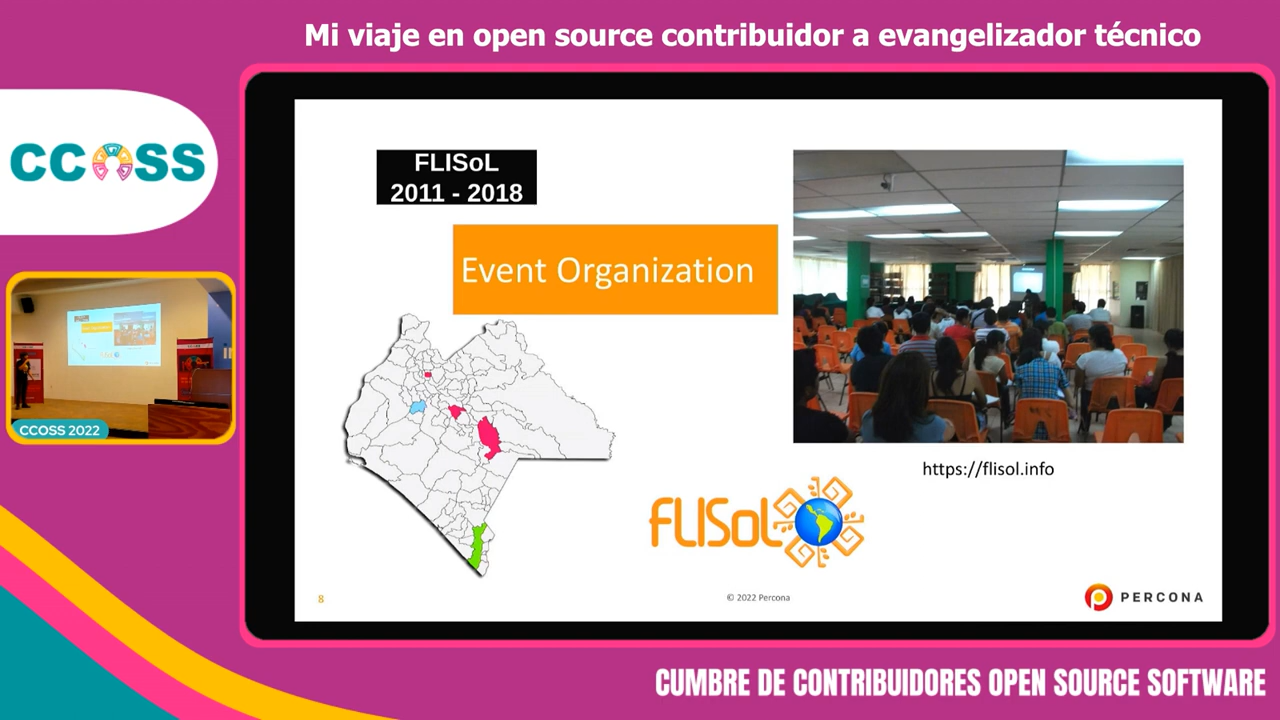 Mi viaje en open source contribuidor a evangelizador técnico
CCOSS
FLISoL
2011 - 2018
Event Organization
https://flisol.info
FLISoL
CCOSS 2022
8
© 2022 Percona
PERCONA
CUMBRE DE CONTRIBUIDORES OPEN SOURCE SOFTWARE